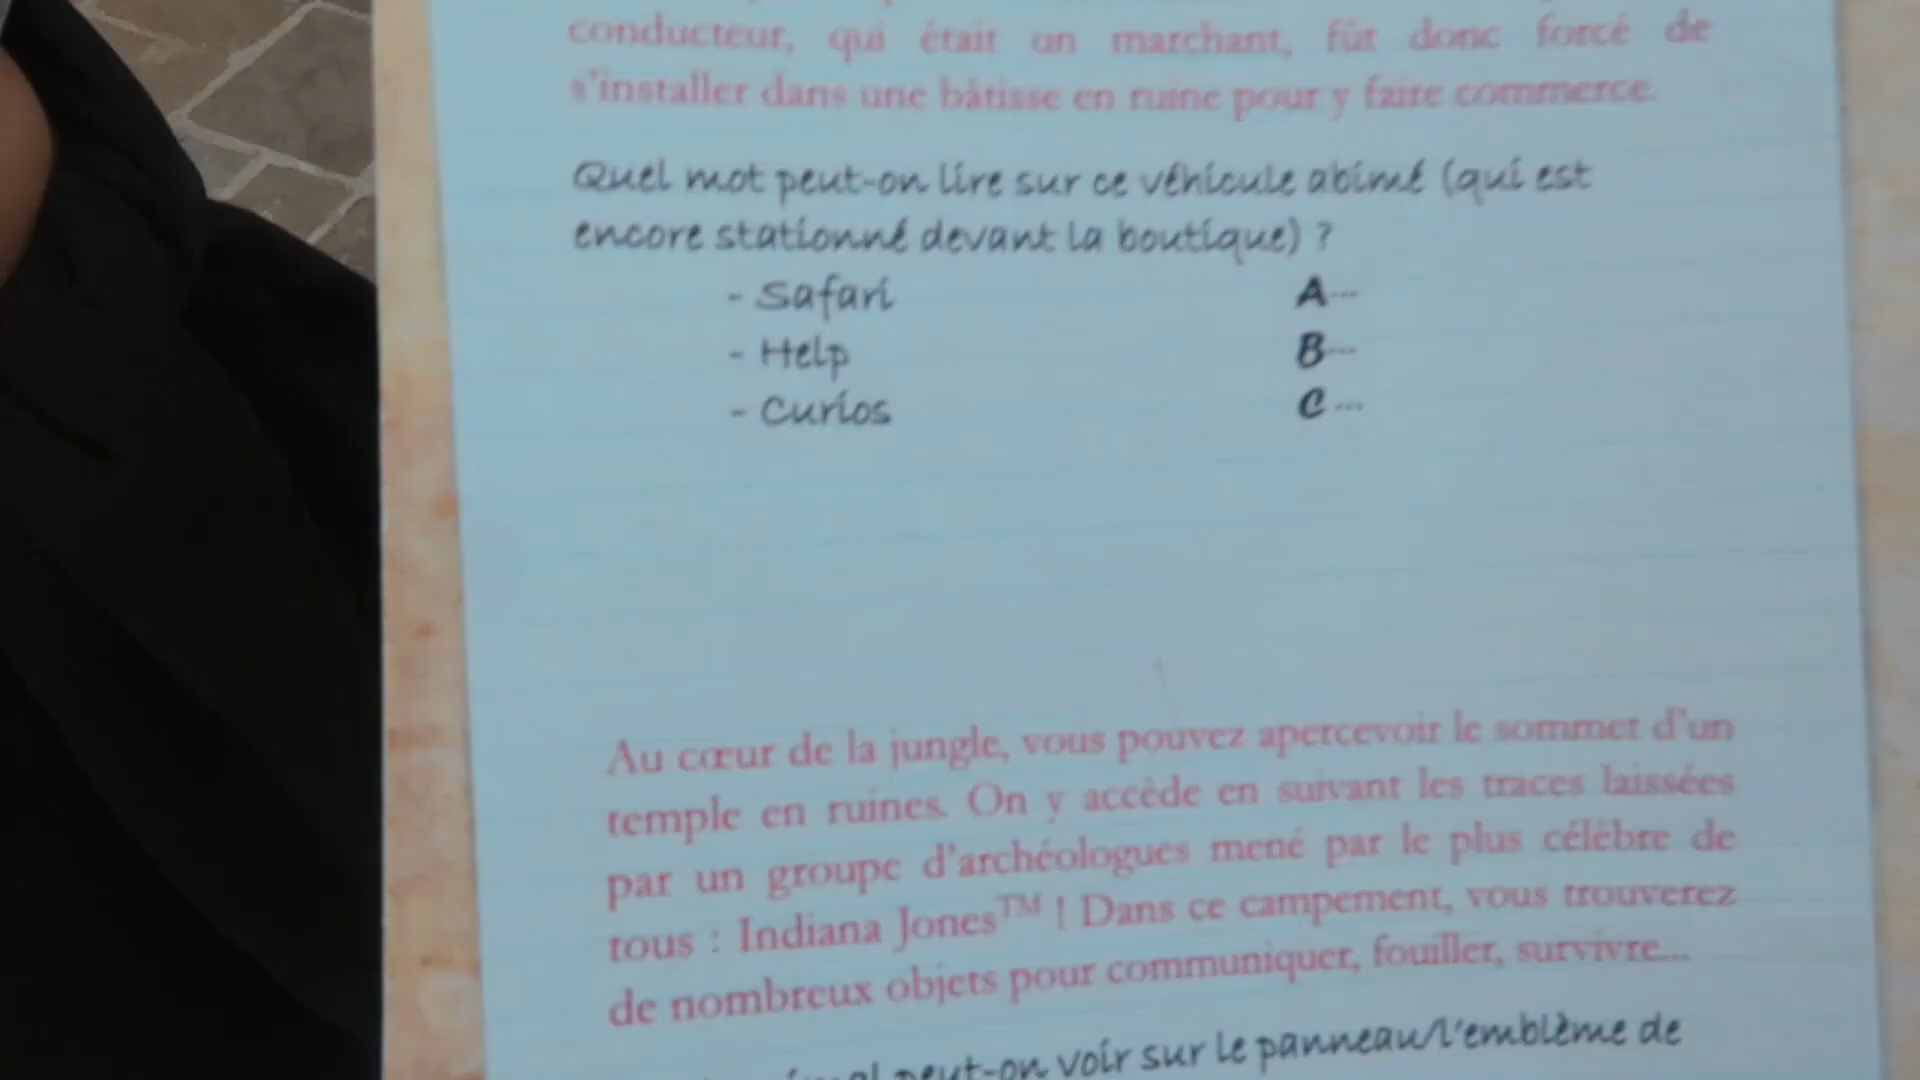 conducteur, qui était un marchant, fût donc forcé de
s'installer dans une bâtisse en ruine pour y faire commerce.
Quel mot peut-on lire sur ce véhicule abimé (qui est
encore stationné devant la boutique) ?
- Safari A---
- Help B---
- Curios C---
Au cœur de la jungle, vous pouvez apercevoir le sommet d'un
temple en ruines. On y accède en suivant les traces laissées
par un groupe d'archéologues mené par le plus célèbre de
tous : Indiana Jones™ ! Dans ce campement, vous trouverez
de nombreux objets pour communiquer, fouiller, survivre...
peut-on voir sur le panneau/l'emblème de